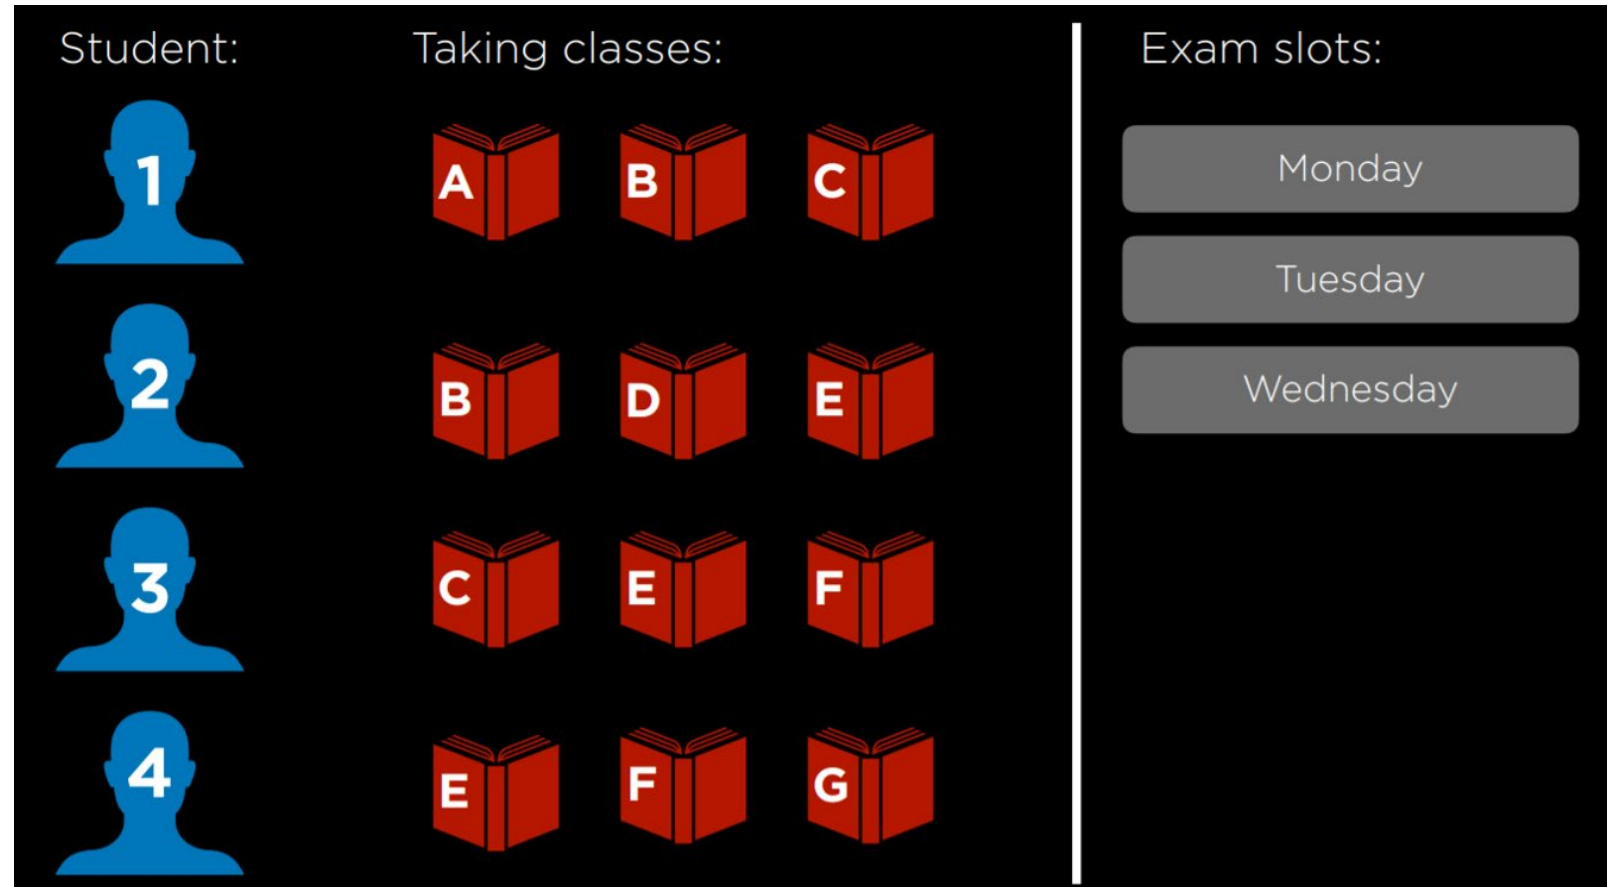 Student: Taking classes: Exam slots:
1 A B C Monday
Tuesday
Wednesday
2 B D E
3 C E F
4 E F G